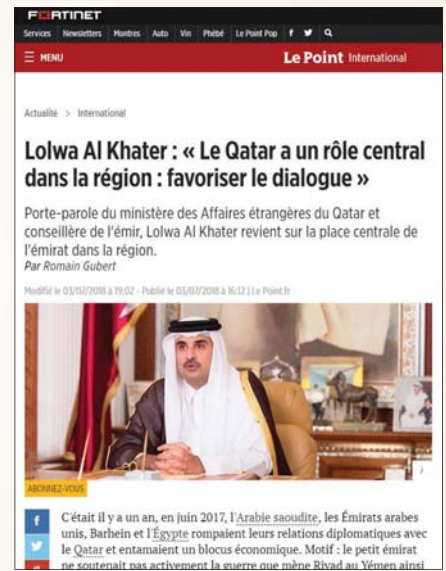 FORTINET
Services Newsletters Montres Auto Vin Phébé Le Point Pop
MENU
Le Point International
Actualité > International
Lolwa Al Khater : « Le Qatar a un rôle central
dans la région : favoriser le dialogue »
Porte-parole du ministère des Affaires étrangères du Qatar et
conseillère de l'émir, Lolwa Al Khater revient sur la place centrale de
l'émirat dans la région.
Par Romain Gubert
Modifié le 03/07/2018 à 19:02 - Publié le 03/07/2018 à 16:12 | Le Point.fr
ABONNEZ-VOUS
C'était il y a un an, en juin 2017, l'Arabie saoudite, les Émirats arabes
unis, Barhein et l'Égypte rompaient leurs relations diplomatiques avec
le Qatar et entamaient un blocus économique. Motif : le petit émirat
ne soutenait pas activement la guerre que mène Riyad au Yémen ainsi